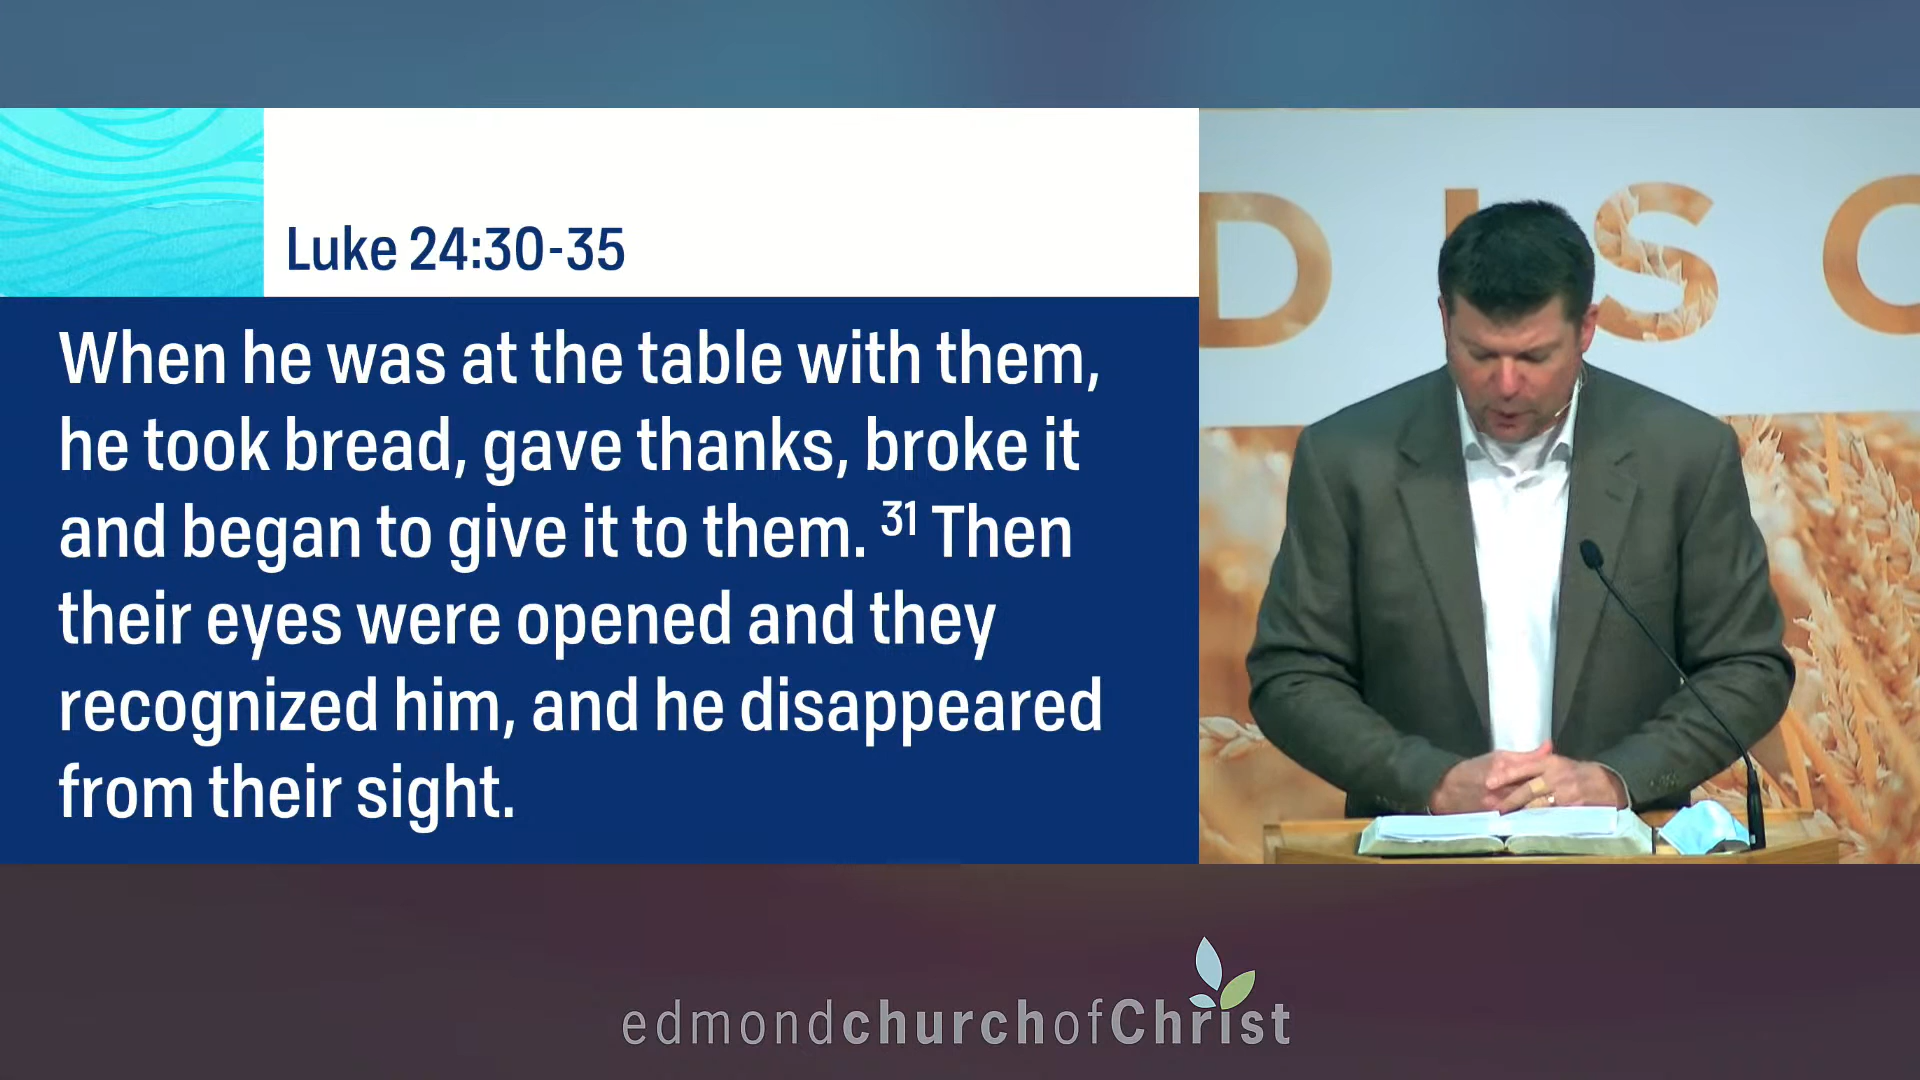 Luke 24:30-35
When he was at the table with them,
he took bread, gave thanks, broke it
and began to give it to them. 31 Then
their eyes were opened and they
recognized him, and he disappeared
from their sight.
DISC
edmondchurchofChrist